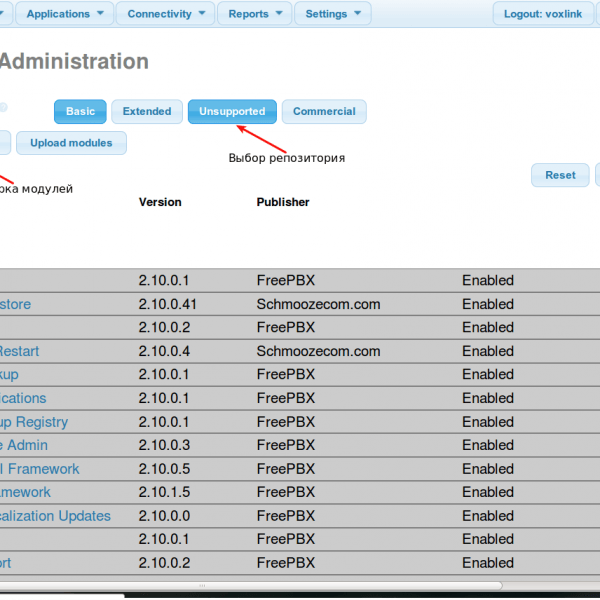 Applications Connectivity Reports Settings Logout: voxlink
Administration
Basic Extended Unsupported Commercial
Upload modules
Выбор репозитория
Reset
рка модулей
Version Publisher
2.10.0.1 FreePBX Enabled
store 2.10.0.41 Schmoozecom.com Enabled
2.10.0.2 FreePBX Enabled
Restart 2.10.0.4 Schmoozecom.com Enabled
kup 2.10.0.1 FreePBX Enabled
ications 2.10.0.1 FreePBX Enabled
up Registry 2.10.0.1 FreePBX Enabled
e Admin 2.10.0.3 FreePBX Enabled
I Framework 2.10.0.5 FreePBX Enabled
amework 2.10.1.5 FreePBX Enabled
calization Updates 2.10.0.0 FreePBX Enabled
2.10.0.1 FreePBX Enabled
ort 2.10.0.2 FreePBX Enabled